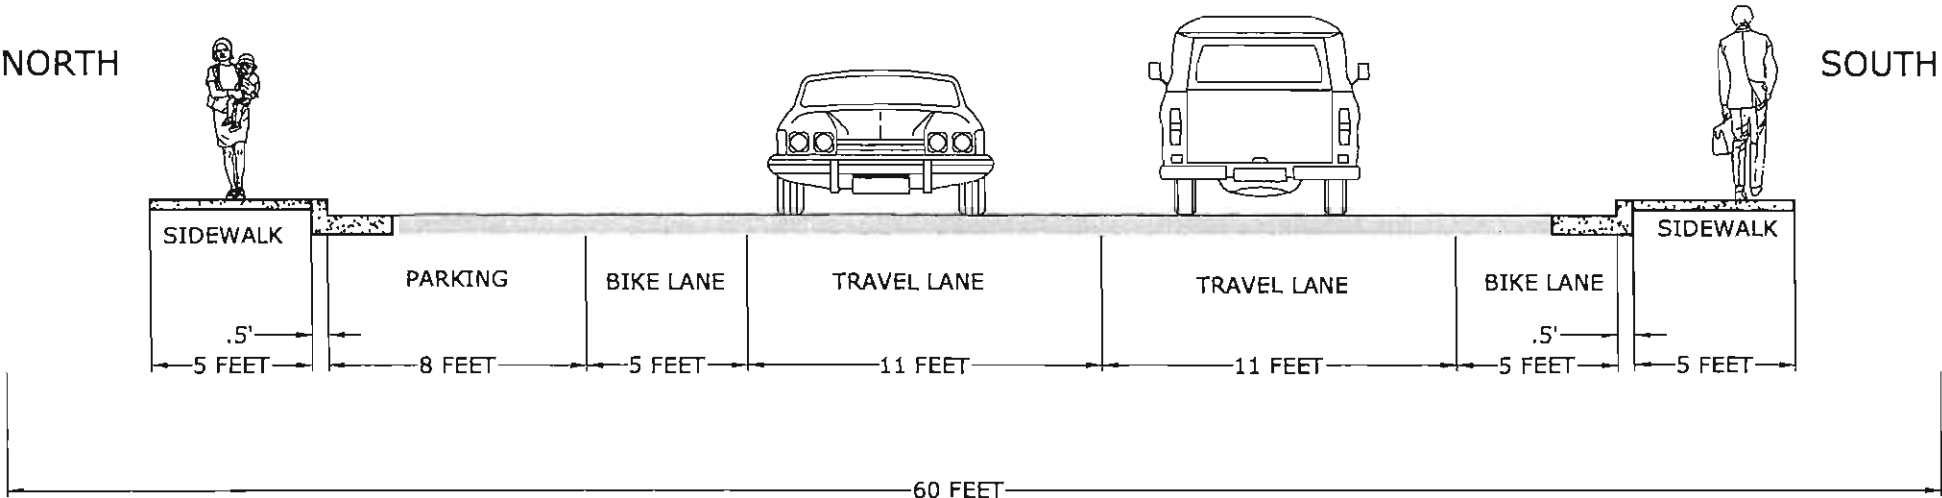 NORTH
SOUTH
SIDEWALK
SIDEWALK
PARKING
BIKE LANE
TRAVEL LANE
TRAVEL LANE
BIKE LANE
.5'
.5'
5 FEET
8 FEET
5 FEET
11 FEET
11 FEET
5 FEET
5 FEET
60 FEET